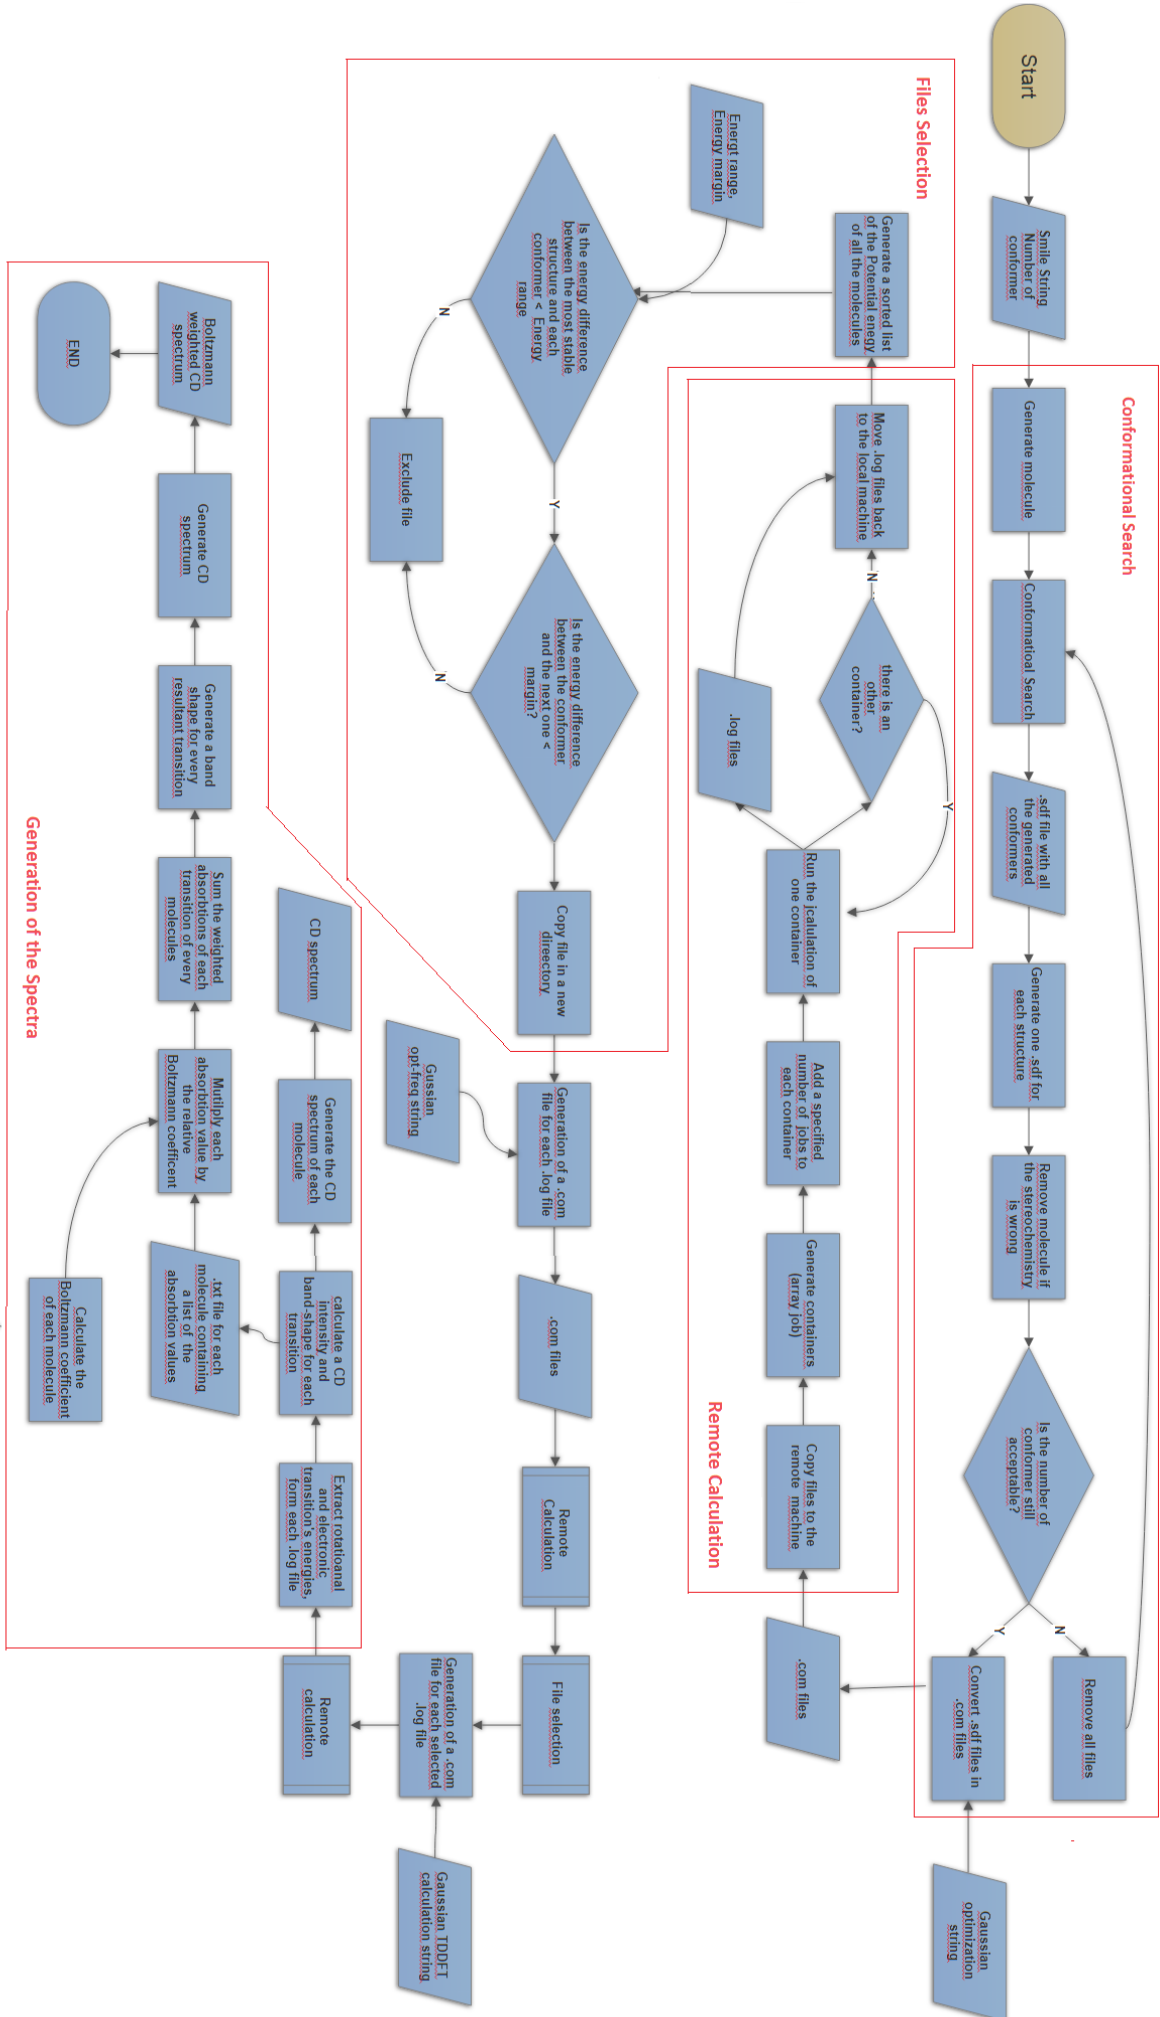 Start
Smile String
Number of
conformer
Conformational Search
Generate molecule
Conformatioal Search
.sdf file with all
the generated
conformers
Generate one .sdf for
each structure
Remove molecule if
the stereochemistry
is wrong
Is the number of
conformer still
acceptable?
N
Y
Remove all files
Convert .sdf files in
.com files
Gaussian
optimization
string
.com files
Remote Calculation
Copy files to the
remote machine
Generate containers
(array job)
Add a specified
number of jobs to
each container
Run the jcalulation of
one container
there is an
other
container?
Y
N
.log files
Move .log files back
to the local machine
Files Selection
Generate a sorted list
of the Potential enegy
of all the molecules
Energt range,
Energy margin
Is the energy difference
between the most stable
structure and each
conformer < Energy
range
N
Y
Exclude file
Is the energy difference
between the conformer
and the next one <
margin?
N
Copy file in a new
direectory
Gussian
opt-freq string
Generation of a .com
file for each .log file
.com files
Remote
Calculation
File selection
Generation of a .com
file for each selected
.log file
Gaussian TDDFT
calculation string
Remote
calculation
Generation of the Spectra
Extract rotatioanal
and electronic
transition's energies,
form each .log file
calculate a CD
intensity and
band-shape for each
transition
Generate the CD
spectrum of each
molecule
CD spectrum
.txt file for each
molecule containing
a list of the
absorbtion values
Calculate the
Boltzmann coefficient
of each molecule
Mutilply each
absorbtion value by
the relative
Boltzmann coefficent
Sum the weighted
absorbtions of each
transition of every
molecules
Generate a band
shape for every
resultant transition
Generate CD
spectrum
Boltzmann
weighted CD
spectrum
END